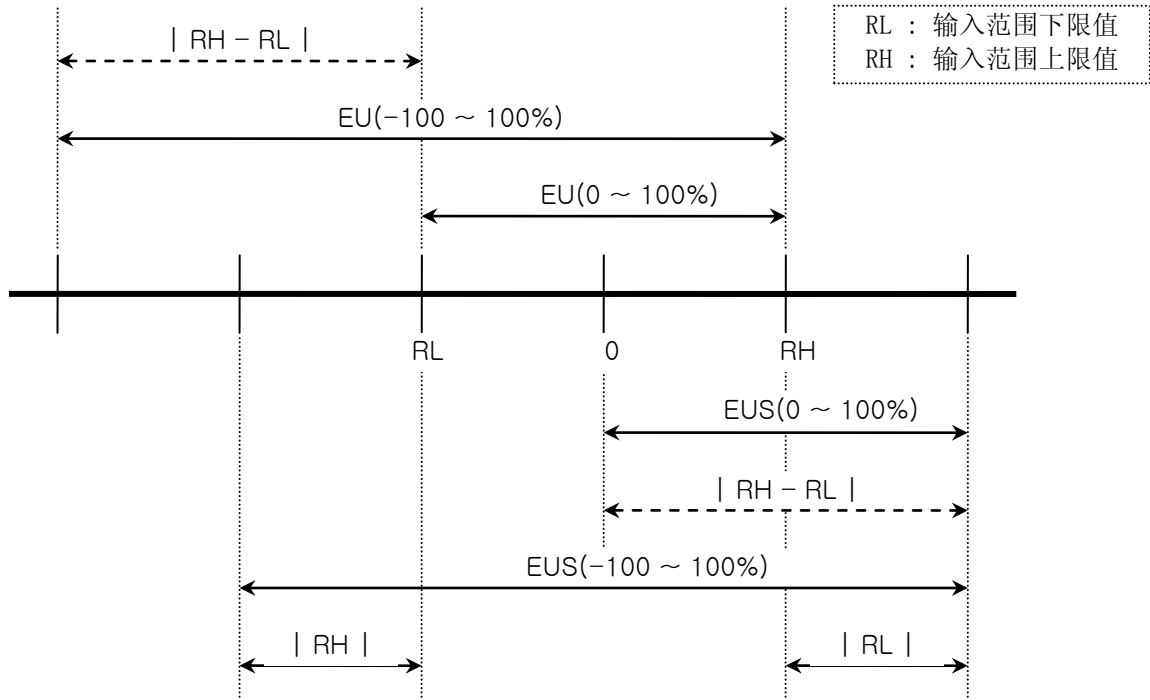 | RH - RL |
RL : 输入范围下限值
RH : 输入范围上限值
EU(-100 ~ 100%)
EU(0 ~ 100%)
RL
0
RH
EUS(0 ~ 100%)
| RH - RL |
EUS(-100 ~ 100%)
| RH |
| RL |